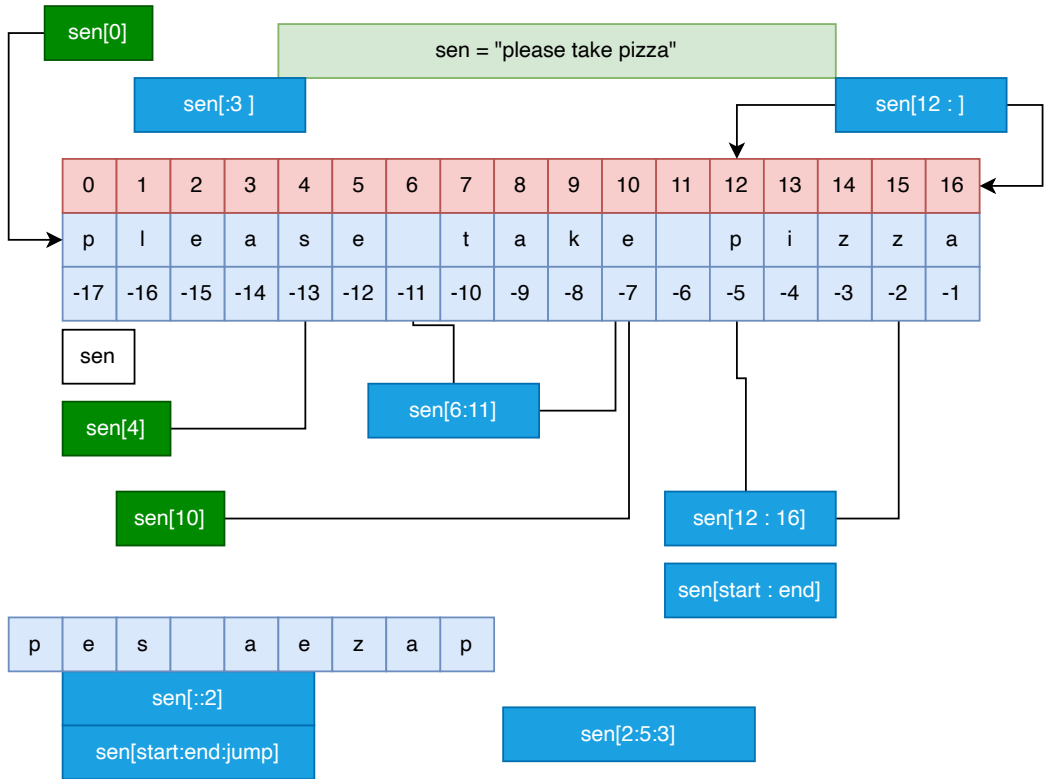 sen[0]
sen = "please take pizza"
sen[:3 ]
sen[12 : ]
0 1 2 3 4 5 6 7 8 9 10 11 12 13 14 15 16
p l e a s e t a k e p i z z a
-17 -16 -15 -14 -13 -12 -11 -10 -9 -8 -7 -6 -5 -4 -3 -2 -1
sen
sen[4]
sen[6:11]
sen[10]
sen[12 : 16]
sen[start : end]
p e s a e z a p
sen[::2]
sen[start:end:jump]
sen[2:5:3]